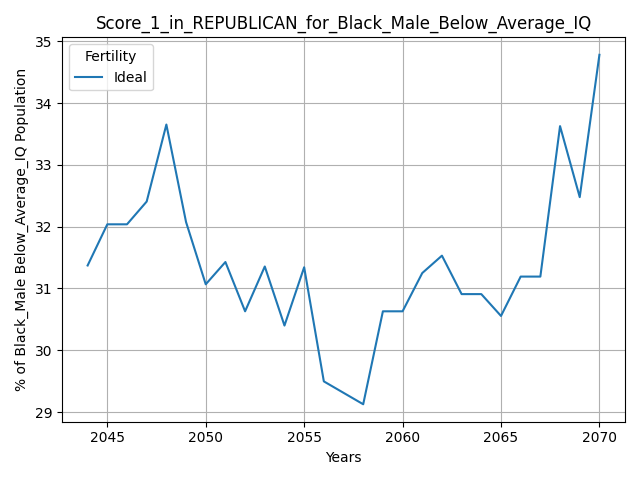 Score_1_in_REPUBLICAN_for_Black_Male_Below_Average_IQ
35
34
33
32
31
30
29
% of Black_Male Below_Average_IQ Population
Fertility
Ideal
2045
2050
2055
2060
2065
2070
Years